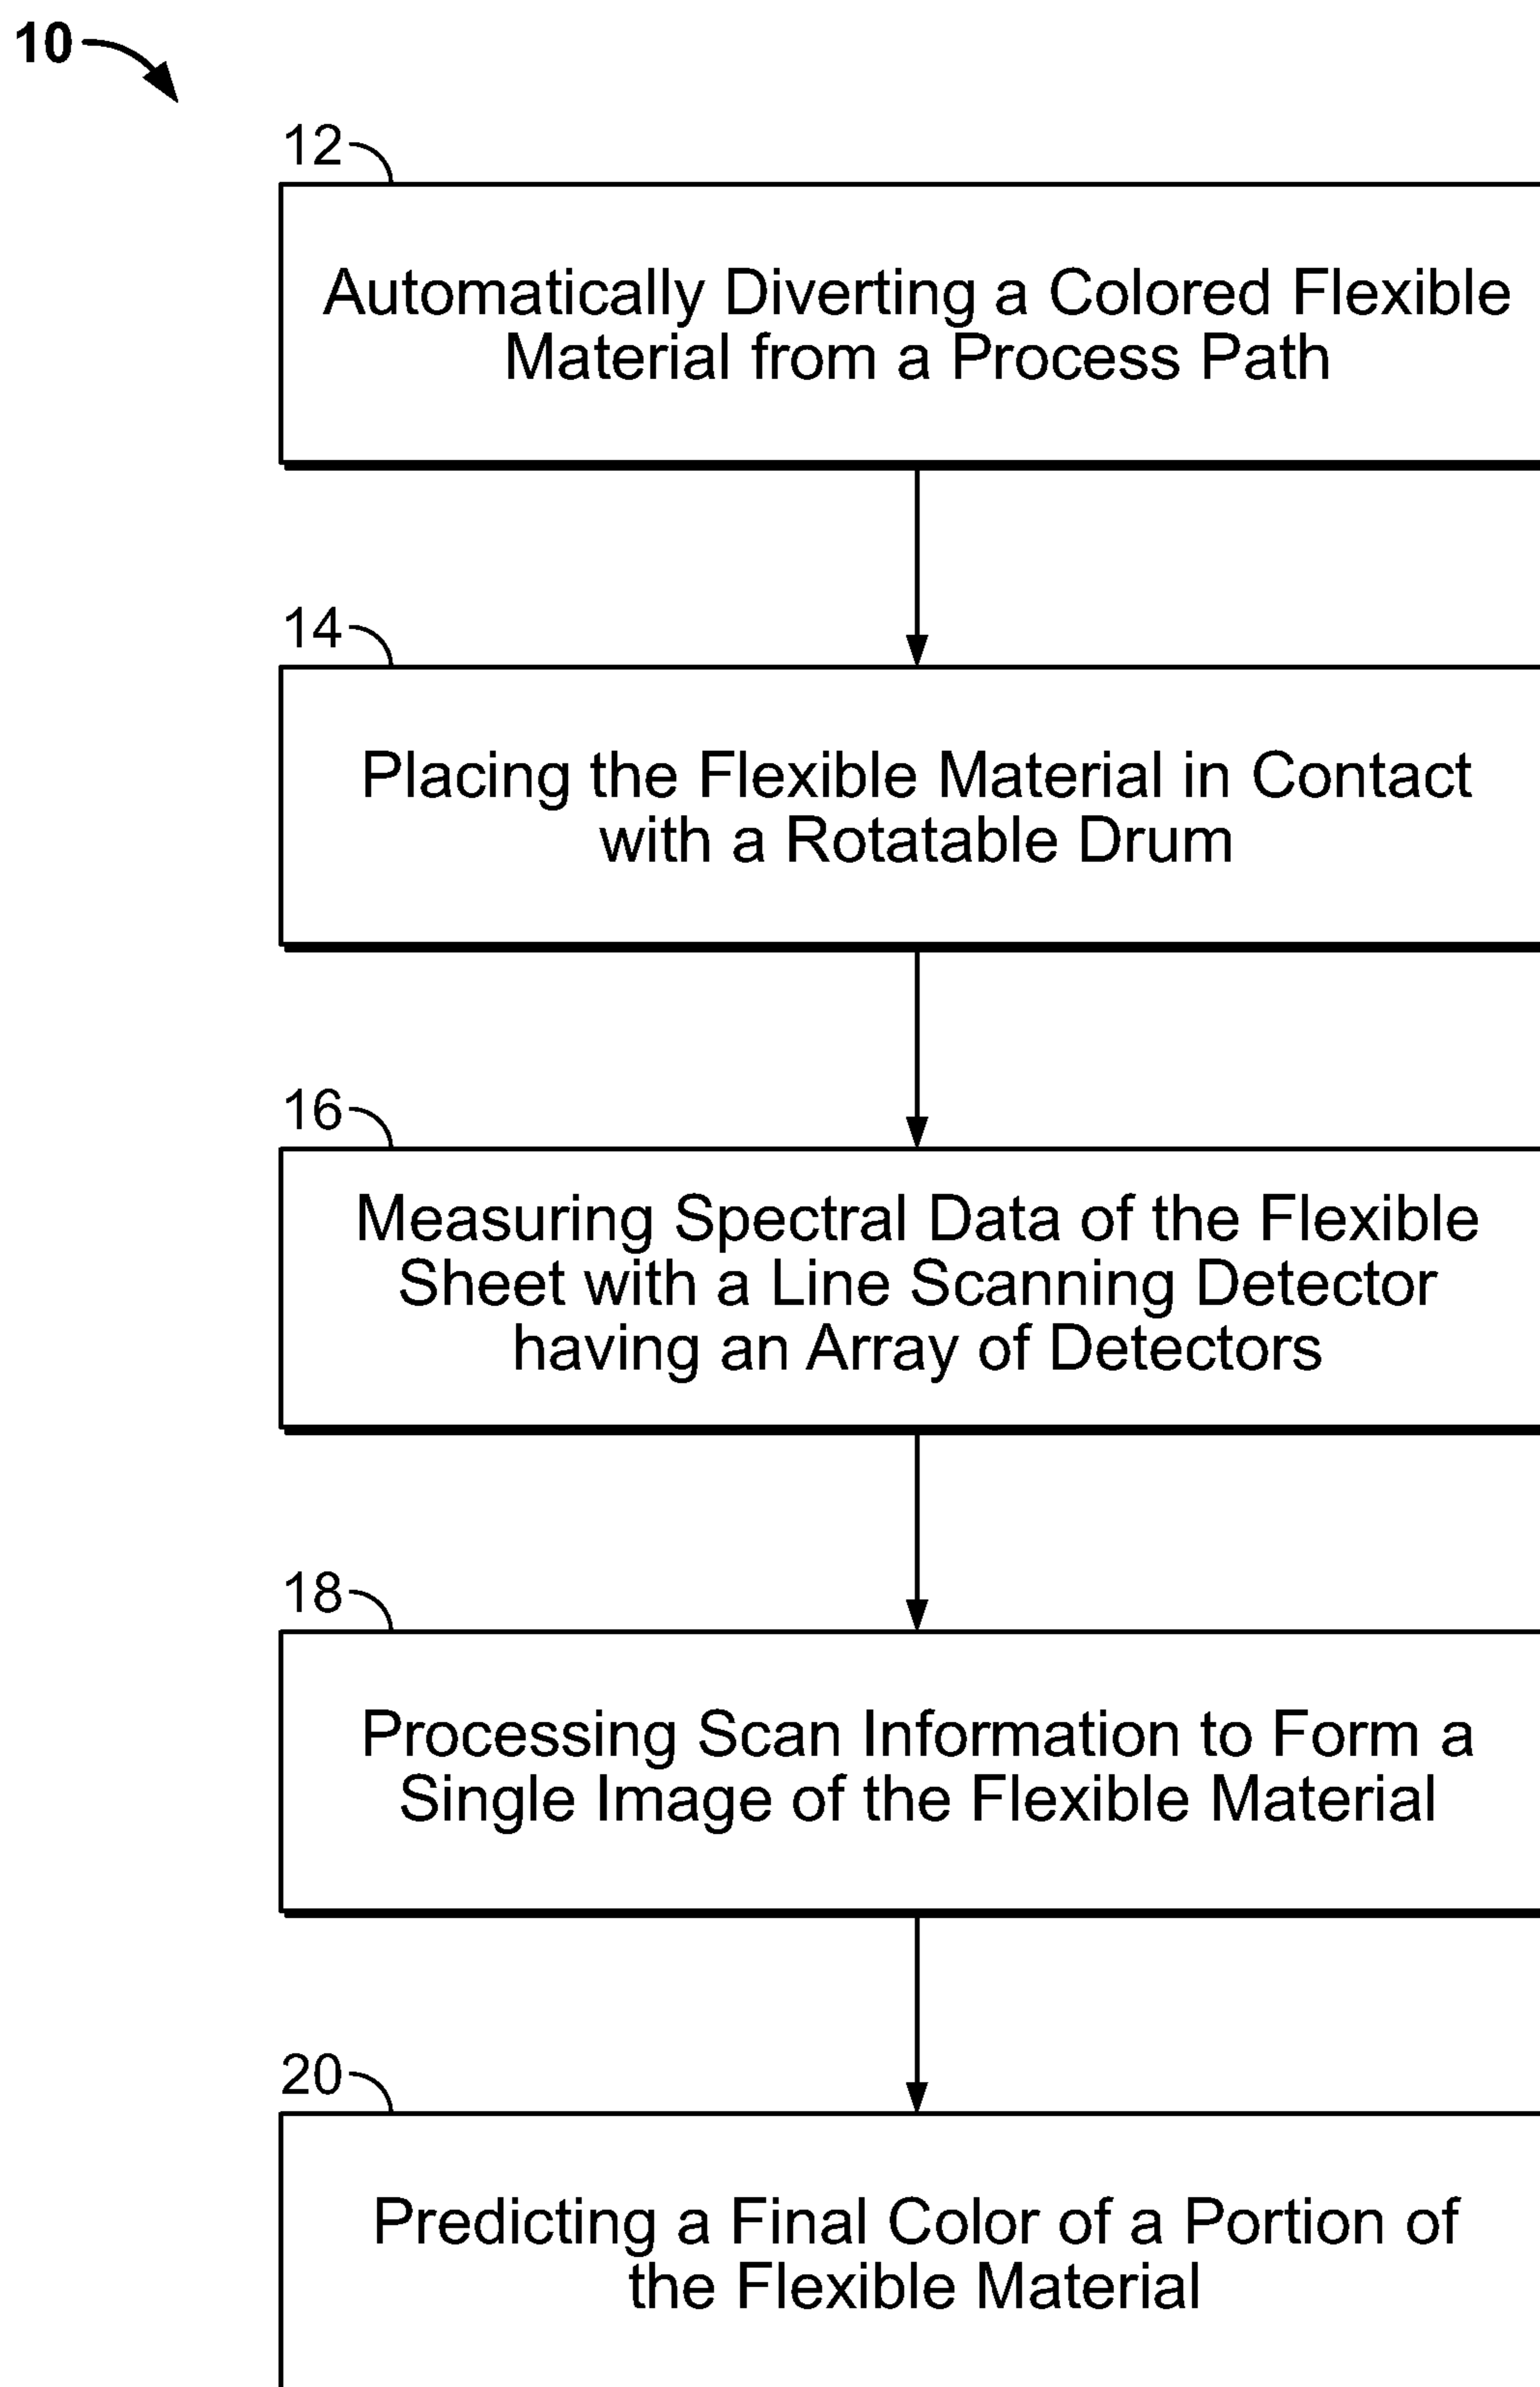 10
12
Automatically Diverting a Colored Flexible
Material from a Process Path
14
Placing the Flexible Material in Contact
with a Rotatable Drum
16
Measuring Spectral Data of the Flexible
Sheet with a Line Scanning Detector
having an Array of Detectors
18
Processing Scan Information to Form a
Single Image of the Flexible Material
20
Predicting a Final Color of a Portion of
the Flexible Material